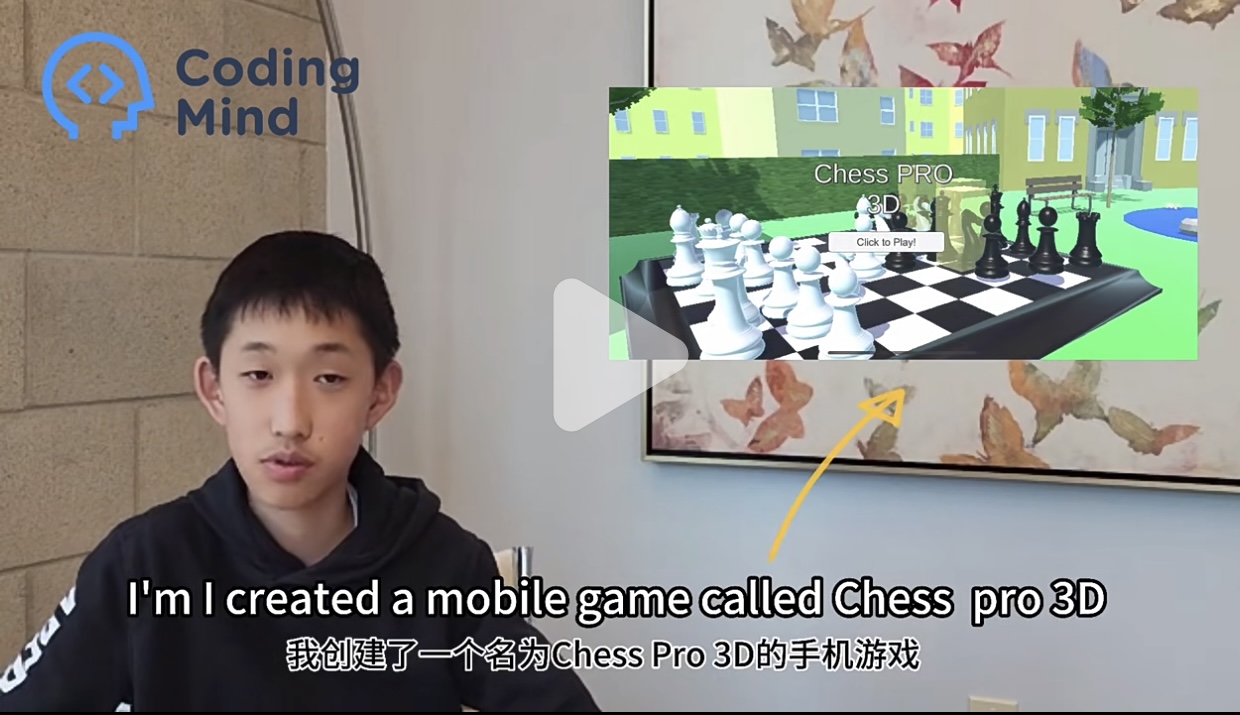 Coding
Mind
Chess PRO
3D
Click to Play!
I'm I created a mobile game called Chess pro 3D
我创建了一个名为Chess Pro 3D的手机游戏